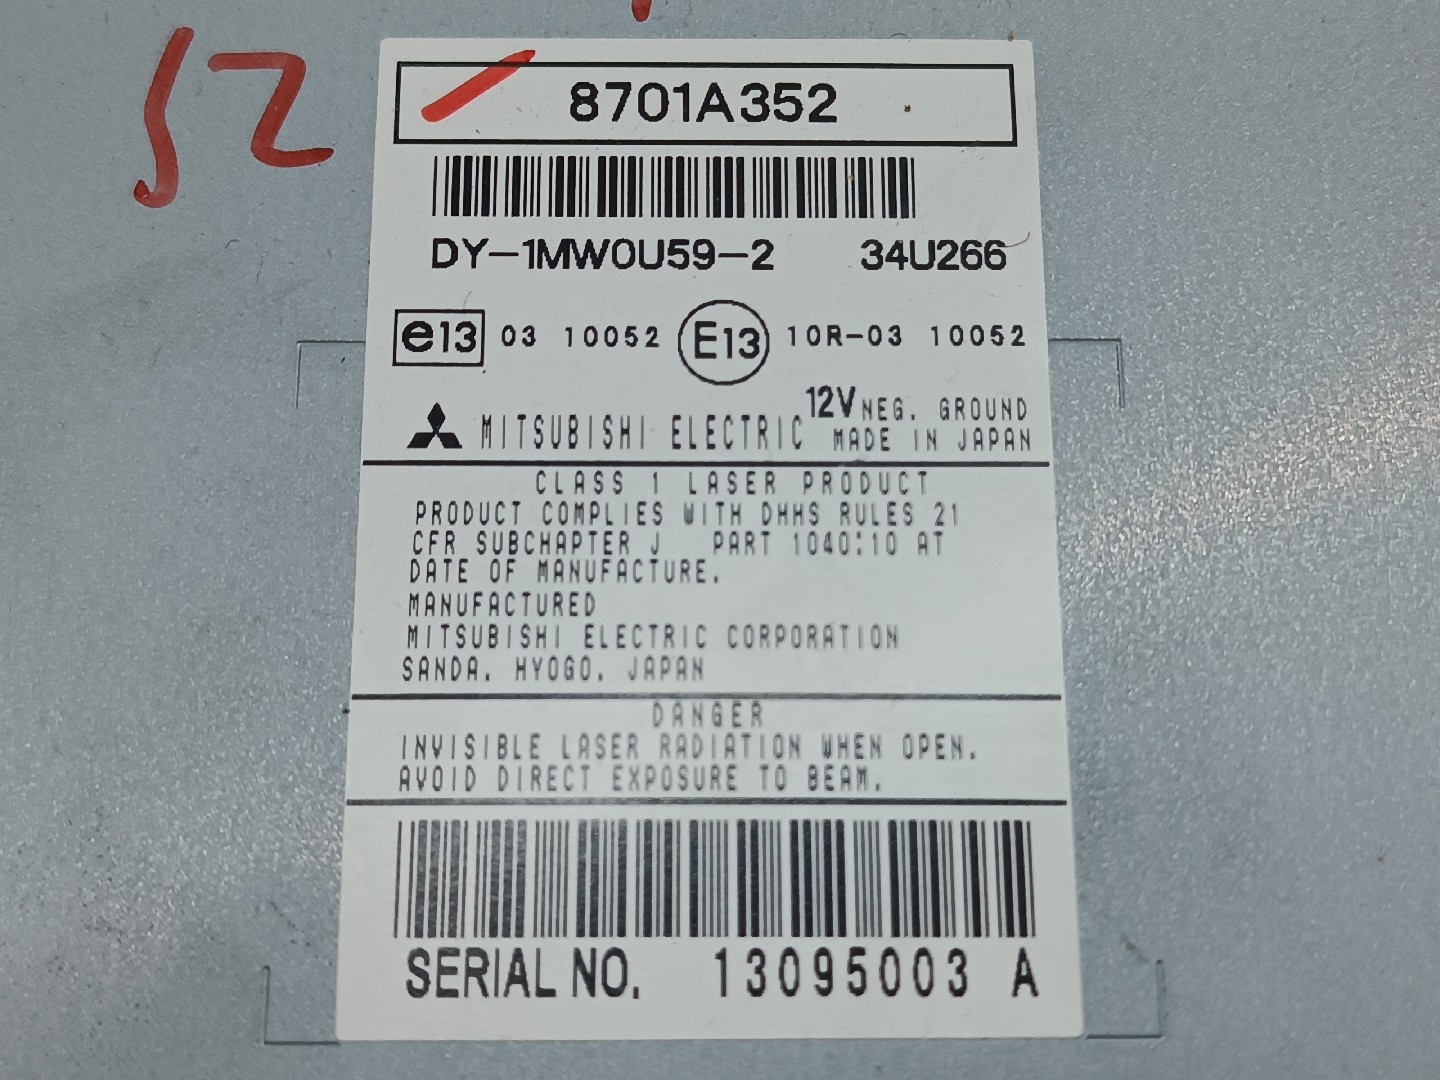 52
8701A352
DY-1MW0U59-2 34U266
e13 03 10052 E13 10R-03 10052
12V NEG. GROUND
MITSUBISHI ELECTRIC MADE IN JAPAN
CLASS 1 LASER PRODUCT
PRODUCT COMPLIES WITH DHHS RULES 21
CFR SUBCHAPTER J PART 1040:10 AT
DATE OF MANUFACTURE.
MANUFACTURED
MITSUBISHI ELECTRIC CORPORATION
SANDA. HYOGO. JAPAN
DANGER
INVISIBLE LASER RADIATION WHEN OPEN.
AVOID DIRECT EXPOSURE TO BEAM.
SERIAL NO. 13095003 A